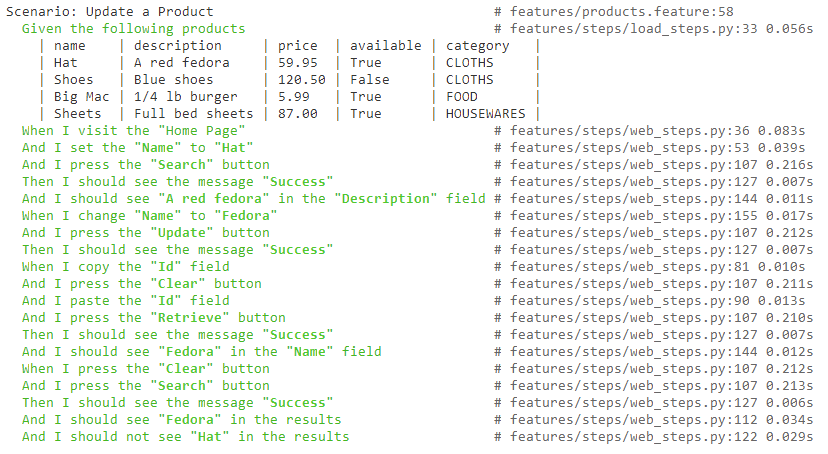 Scenario: Update a Product # features/products.feature:58
Given the following products # features/steps/load_steps.py:33 0.056s
| name | description | price | available | category |
| Hat | A red fedora | 59.95 | True | CLOTHS |
| Shoes | Blue shoes | 120.50 | False | CLOTHS |
| Big Mac | 1/4 lb burger | 5.99 | True | FOOD |
| Sheets | Full bed sheets | 87.00 | True | HOUSEWARES |
When I visit the "Home Page" # features/steps/web_steps.py:36 0.083s
And I set the "Name" to "Hat" # features/steps/web_steps.py:53 0.039s
And I press the "Search" button # features/steps/web_steps.py:107 0.216s
Then I should see the message "Success" # features/steps/web_steps.py:127 0.007s
And I should see "A red fedora" in the "Description" field # features/steps/web_steps.py:144 0.011s
When I change "Name" to "Fedora" # features/steps/web_steps.py:155 0.017s
And I press the "Update" button # features/steps/web_steps.py:107 0.212s
Then I should see the message "Success" # features/steps/web_steps.py:127 0.007s
When I copy the "Id" field # features/steps/web_steps.py:81 0.010s
And I press the "Clear" button # features/steps/web_steps.py:107 0.211s
And I paste the "Id" field # features/steps/web_steps.py:90 0.013s
And I press the "Retrieve" button # features/steps/web_steps.py:107 0.210s
Then I should see the message "Success" # features/steps/web_steps.py:127 0.007s
And I should see "Fedora" in the "Name" field # features/steps/web_steps.py:144 0.012s
When I press the "Clear" button # features/steps/web_steps.py:107 0.212s
And I press the "Search" button # features/steps/web_steps.py:107 0.213s
Then I should see the message "Success" # features/steps/web_steps.py:127 0.006s
And I should see "Fedora" in the results # features/steps/web_steps.py:112 0.034s
And I should not see "Hat" in the results # features/steps/web_steps.py:122 0.029s